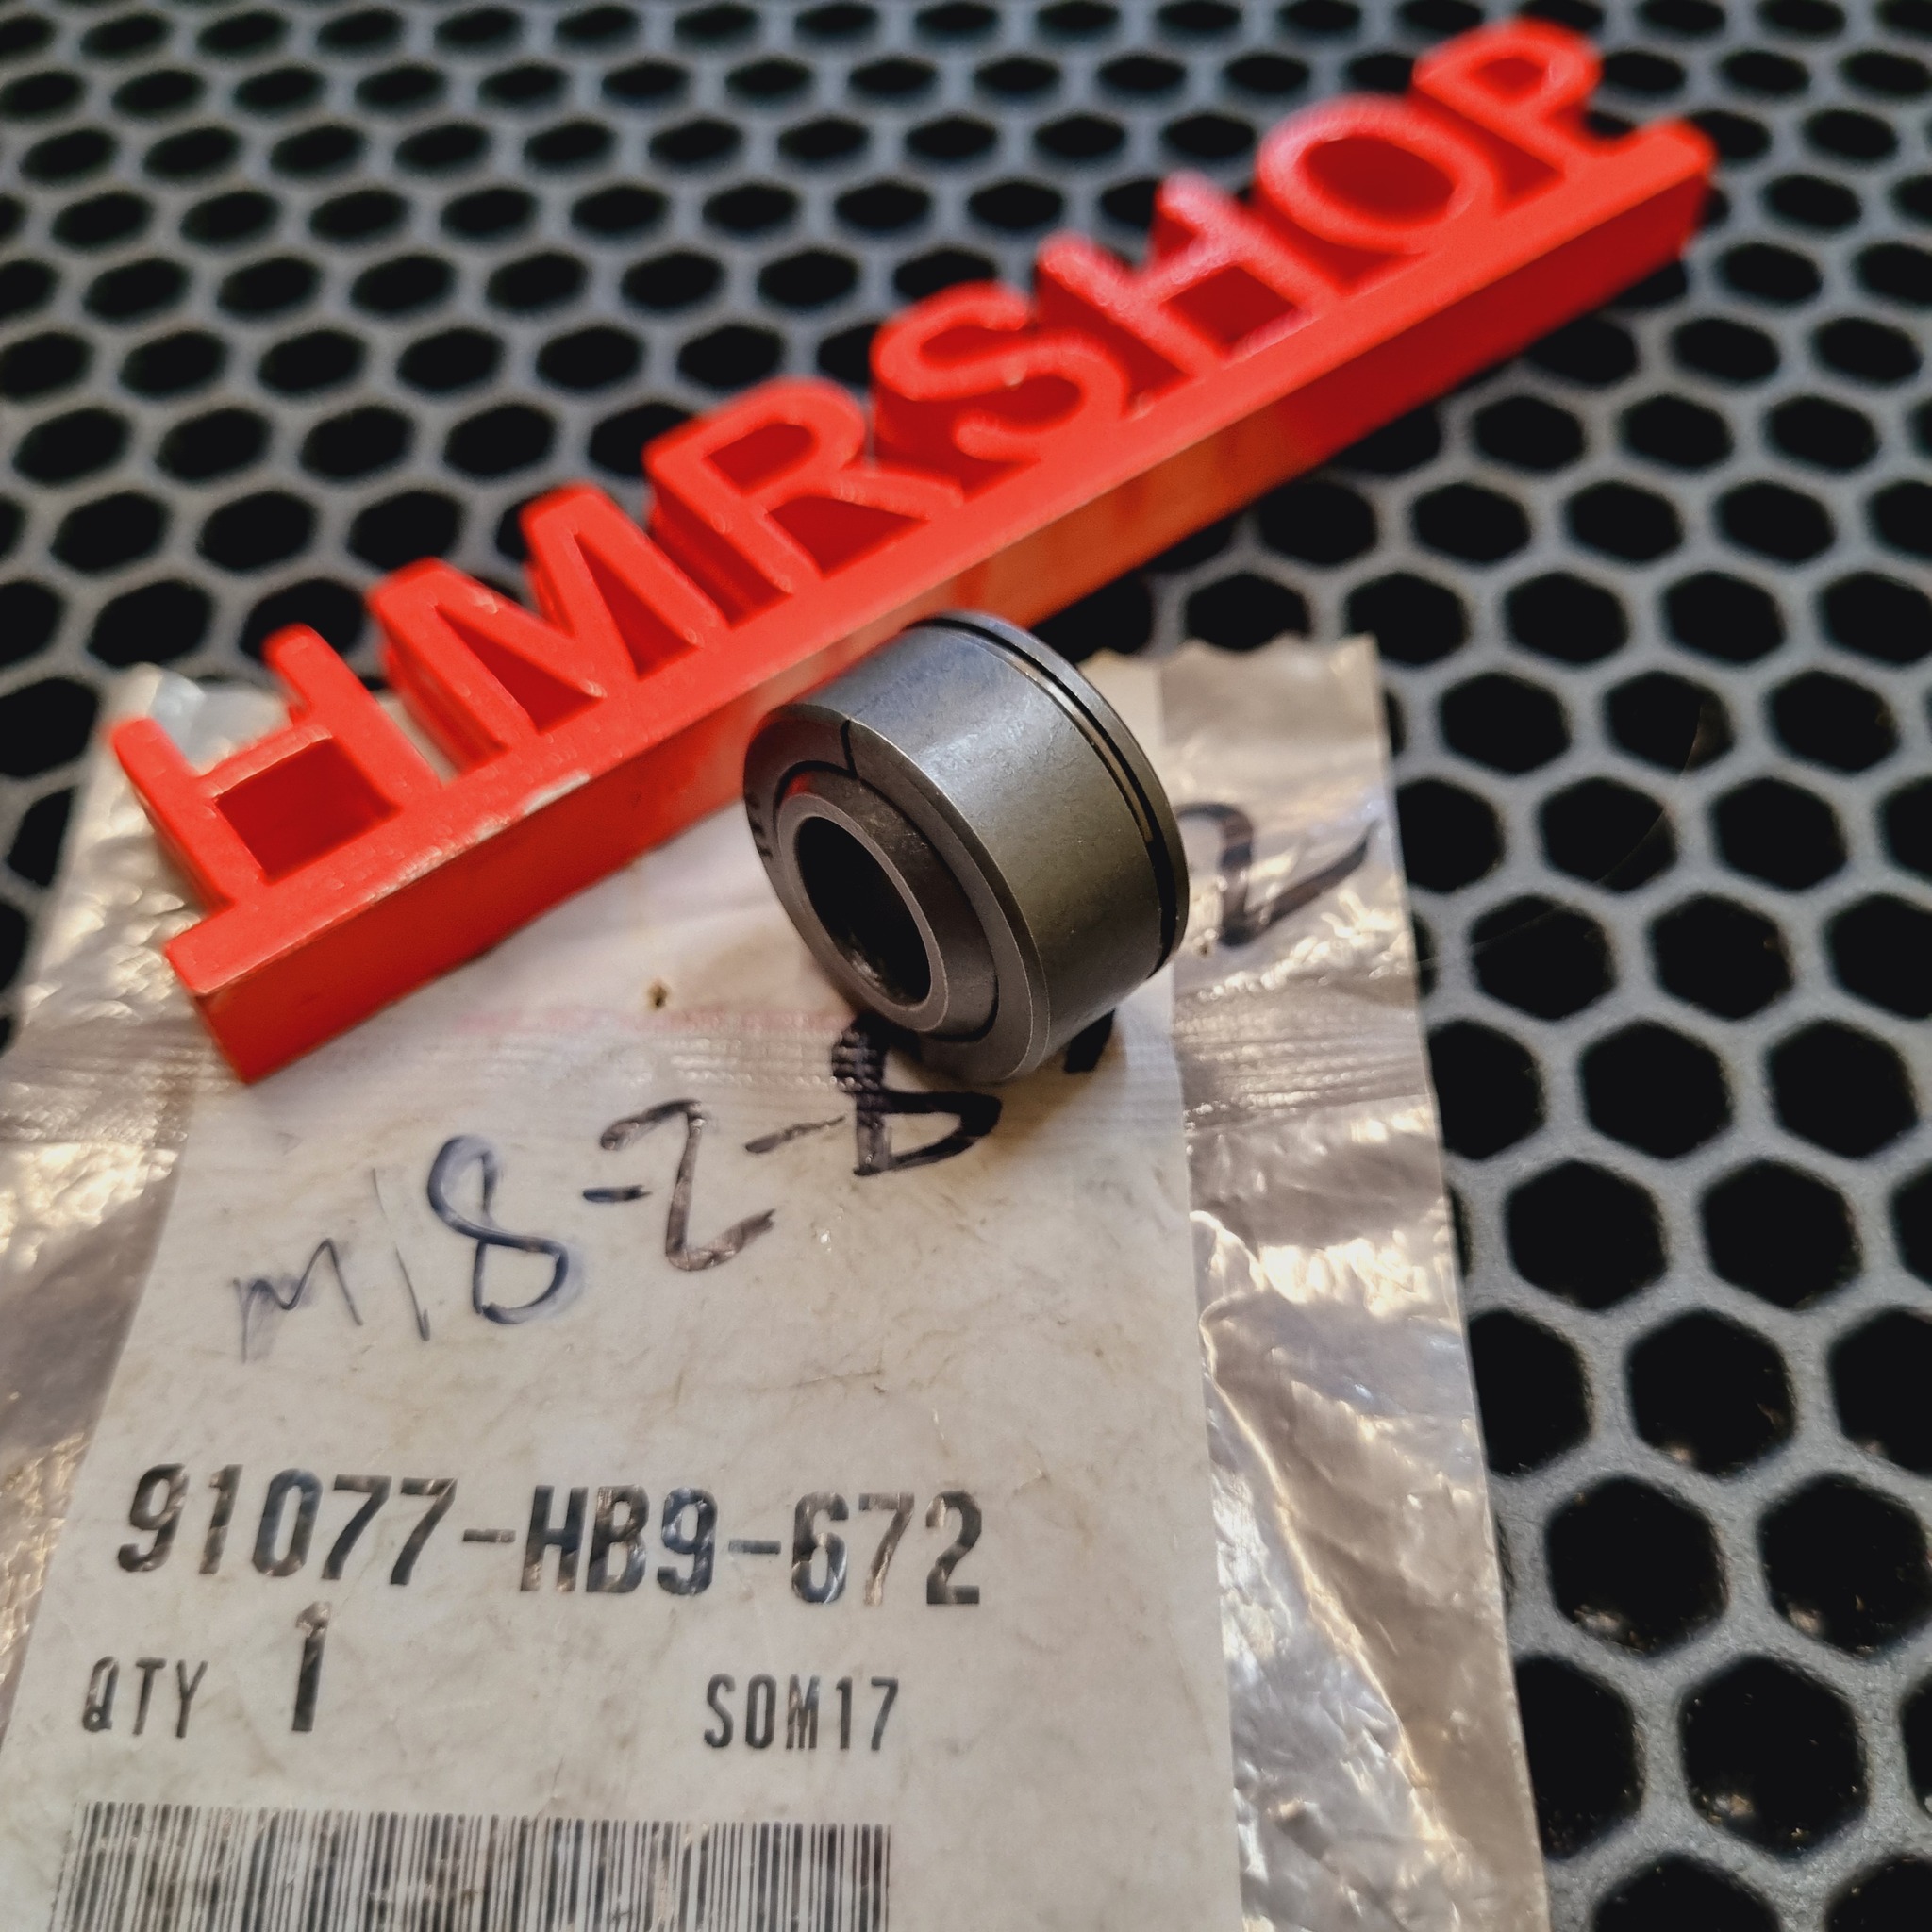 HMRSHOP
M18-2-D
91077-HB9-672
QTY 1 SOM17